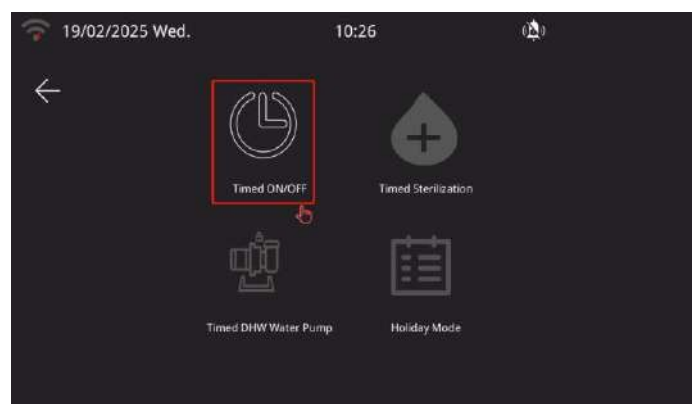 19/02/2025 Wed. 10:26
Timed ON/OFF Timed Sterilization
Timed DHW Water Pump Holiday Mode